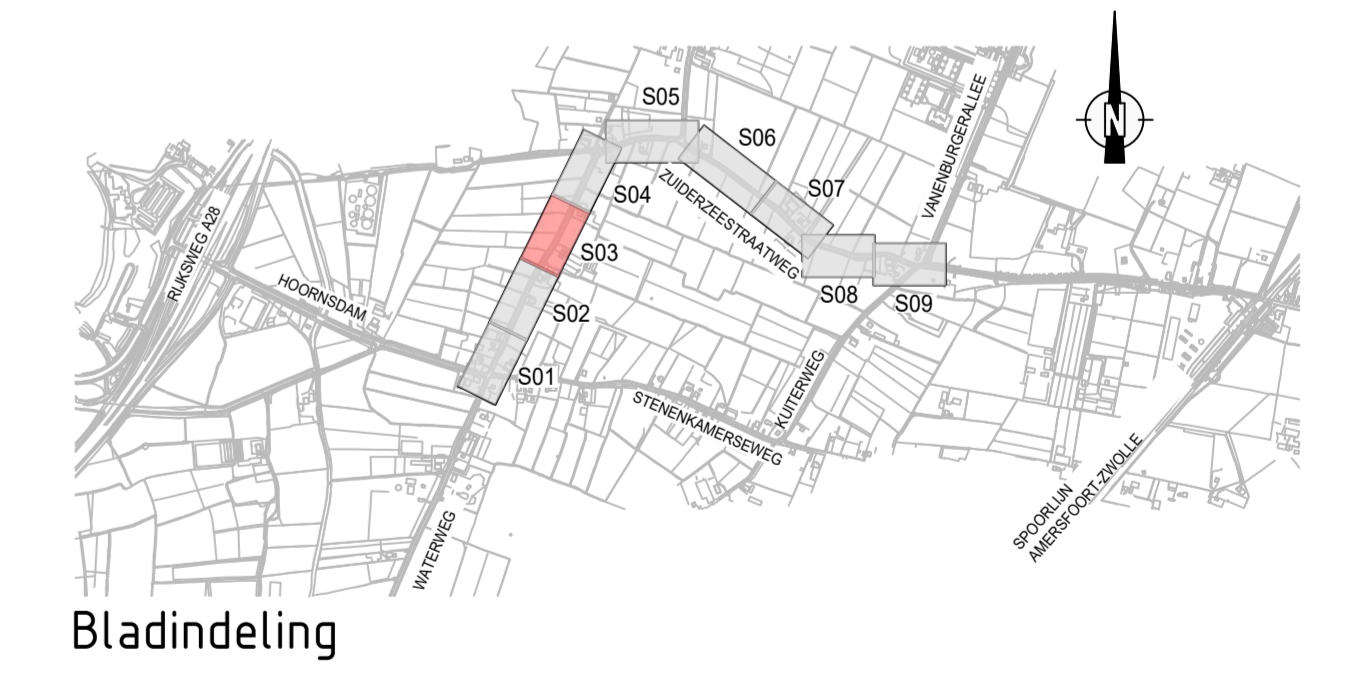 S05
S06
S07
S04
ZUIDERZEESTRAATWEG
VANENBURGERALLEE
N
RIJKSWEG A28
HOORNSDAM
S03
S02
S08
S09
S01
STENENKAMERSEWEG
KUITERWEG
WATERWEG
SPOORLIJN
AMERSFOORT-ZWOLLE
Bladindeling